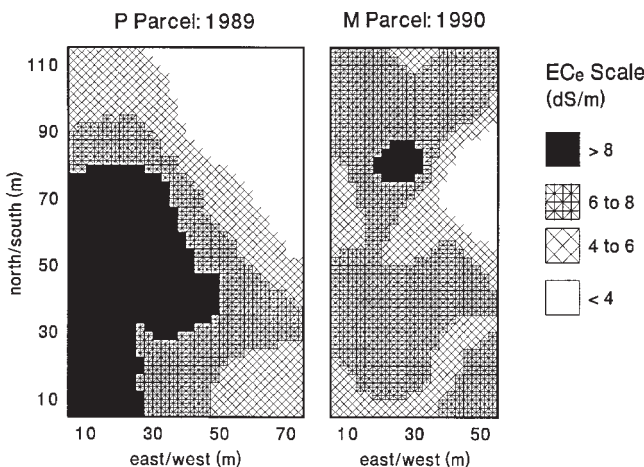 P Parcel: 1989
M Parcel: 1990
ECe Scale
(dS/m)
> 8
6 to 8
4 to 6
< 4
north/south (m)
110
90
70
50
30
10
10 30 50 70
east/west (m)
10 30 50
east/west (m)